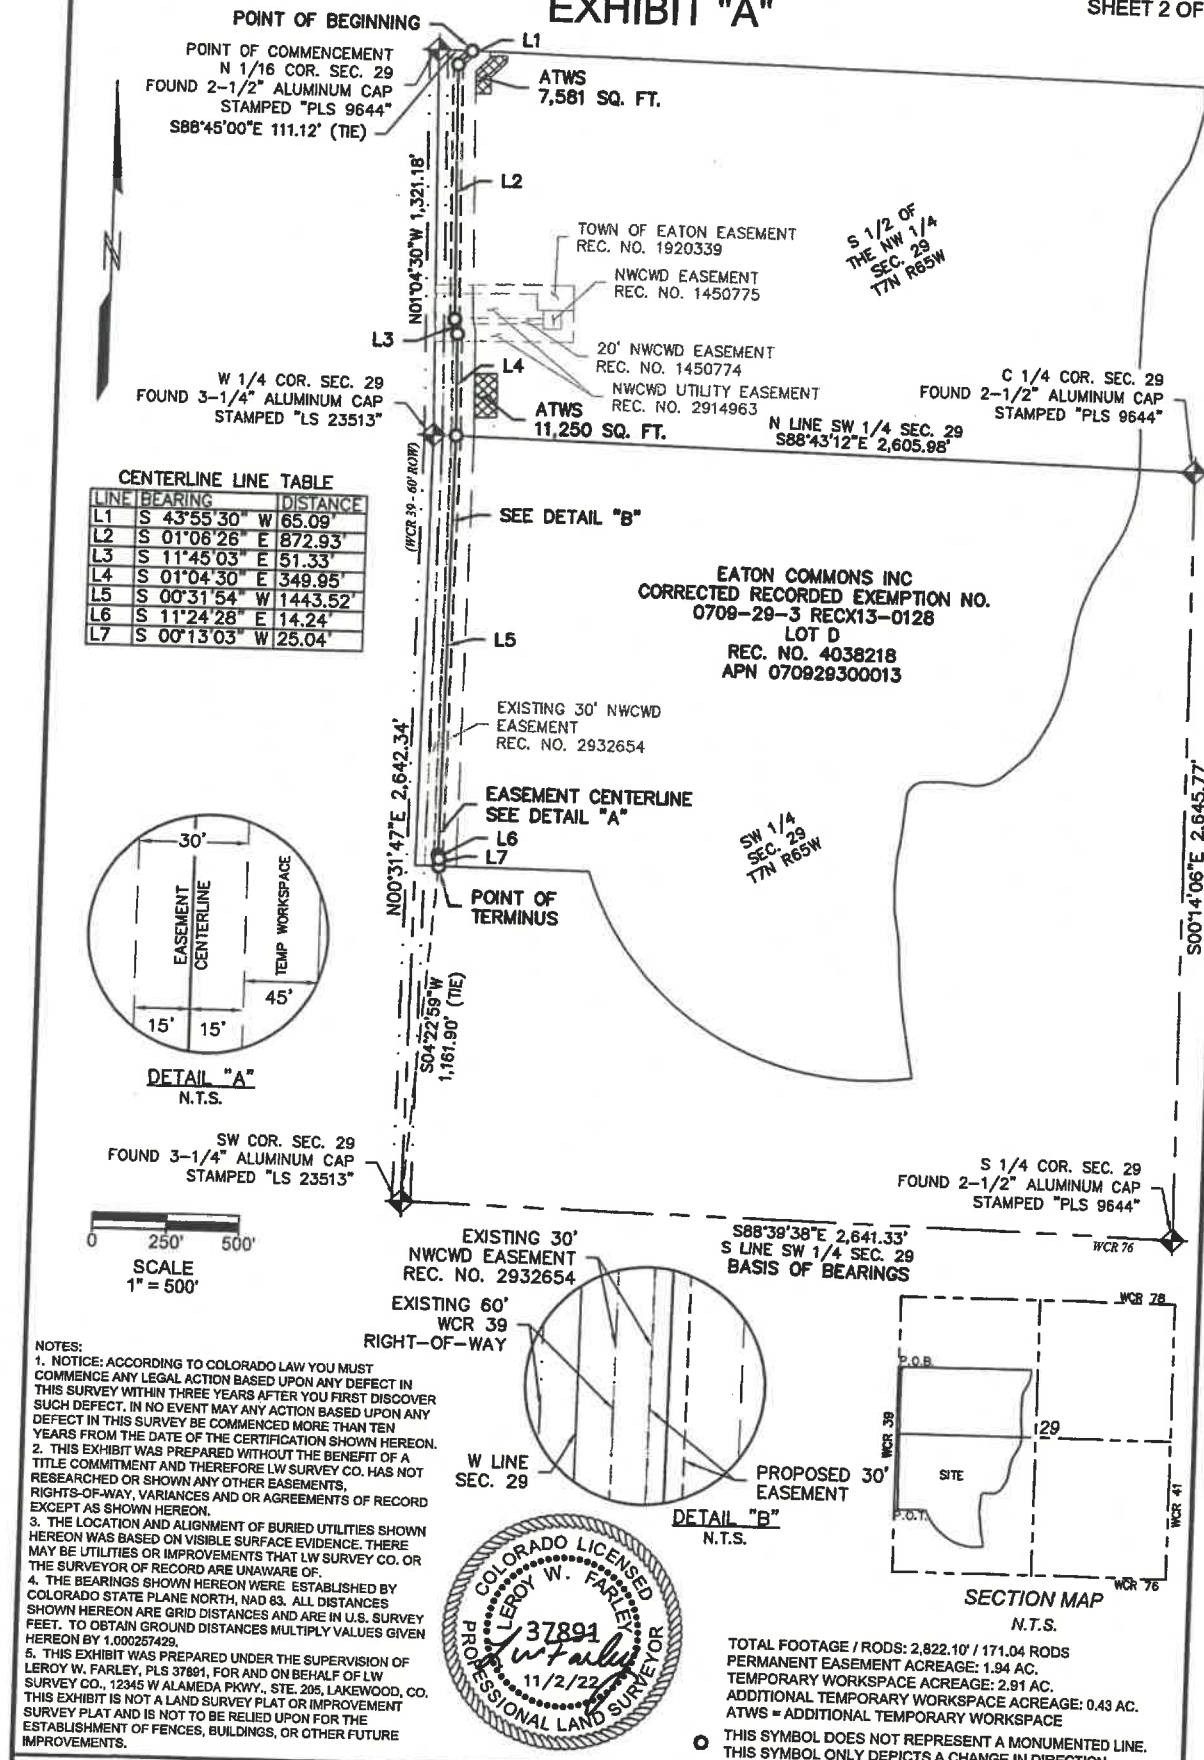 EXHIBIT "A"
SHEET 2 OF
POINT OF BEGINNING
L1
POINT OF COMMENCEMENT
N 1/16 COR. SEC. 29
FOUND 2-1/2" ALUMINUM CAP
STAMPED "PLS 9644"
S88°45'00"E 111.12' (TIE)
ATWS
7,581 SQ. FT.
N01°04'30"W 1,321.18'
L2
N
TOWN OF EATON EASEMENT
REC. NO. 1920339
NWCWD EASEMENT
REC. NO. 1450775
S 1/2 OF
THE NW 1/4
SEC. 29
T7N R65W
L3
20' NWCWD EASEMENT
REC. NO. 1450774
L4
NWCWD UTILITY EASEMENT
REC. NO. 2914963
W 1/4 COR. SEC. 29
FOUND 3-1/4" ALUMINUM CAP
STAMPED "LS 23513"
ATWS
11,250 SQ. FT.
C 1/4 COR. SEC. 29
FOUND 2-1/2" ALUMINUM CAP
STAMPED "PLS 9644"
N LINE SW 1/4 SEC. 29
S88°43'12"E 2,605.98'
(WCR 39 - 60' ROW)
CENTERLINE LINE TABLE
LINE BEARING DISTANCE
L1 S 43°55'30" W 65.09'
L2 S 01°06'26" E 872.93'
L3 S 11°45'03" E 51.33'
L4 S 01°04'30" E 349.95'
L5 S 00°31'54" W 1443.52'
L6 S 11°24'28" E 14.24'
L7 S 00°13'03" W 25.04'
SEE DETAIL "B"
EATON COMMONS INC
CORRECTED RECORDED EXEMPTION NO.
0709-29-3 RECX13-0128
LOT D
REC. NO. 4038218
APN 070929300013
L5
EXISTING 30' NWCWD
EASEMENT
REC. NO. 2932654
N00°31'47"E 2,642.34'
EASEMENT CENTERLINE
SEE DETAIL "A"
L6
L7
POINT OF
TERMINUS
SW 1/4
SEC. 29
T7N R65W
S00°14'06"E 2,645.77'
30'
EASEMENT
CENTERLINE
TEMP WORKSPACE
45'
15'
15'
DETAIL "A"
N.T.S.
S04°22'59"W
1,161.90' (TIE)
SW COR. SEC. 29
FOUND 3-1/4" ALUMINUM CAP
STAMPED "LS 23513"
S 1/4 COR. SEC. 29
FOUND 2-1/2" ALUMINUM CAP
STAMPED "PLS 9644"
0 250' 500'
SCALE
1" = 500'
S88°39'38"E 2,641.33'
S LINE SW 1/4 SEC. 29
BASIS OF BEARINGS
WCR 76
EXISTING 30'
NWCWD EASEMENT
REC. NO. 2932654
EXISTING 60'
WCR 39
RIGHT-OF-WAY
W LINE
SEC. 29
PROPOSED 30'
EASEMENT
DETAIL "B"
N.T.S.
WCR 78
P.O.B.
WCR 39
29
SITE
P.O.T.
WCR 41
WCR 76
SECTION MAP
N.T.S.
NOTES:
1. NOTICE: ACCORDING TO COLORADO LAW YOU MUST
COMMENCE ANY LEGAL ACTION BASED UPON ANY DEFECT IN
THIS SURVEY WITHIN THREE YEARS AFTER YOU FIRST DISCOVER
SUCH DEFECT. IN NO EVENT MAY ANY ACTION BASED UPON ANY
DEFECT IN THIS SURVEY BE COMMENCED MORE THAN TEN
YEARS FROM THE DATE OF THE CERTIFICATION SHOWN HEREON.
2. THIS EXHIBIT WAS PREPARED WITHOUT THE BENEFIT OF A
TITLE COMMITMENT AND THEREFORE LW SURVEY CO. HAS NOT
RESEARCHED OR SHOWN ANY OTHER EASEMENTS,
RIGHTS-OF-WAY, VARIANCES AND OR AGREEMENTS OF RECORD
EXCEPT AS SHOWN HEREON.
3. THE LOCATION AND ALIGNMENT OF BURIED UTILITIES SHOWN
HEREON WAS BASED ON VISIBLE SURFACE EVIDENCE. THERE
MAY BE UTILITIES OR IMPROVEMENTS THAT LW SURVEY CO. OR
THE SURVEYOR OF RECORD ARE UNAWARE OF.
4. THE BEARINGS SHOWN HEREON WERE ESTABLISHED BY
COLORADO STATE PLANE NORTH, NAD 83. ALL DISTANCES
SHOWN HEREON ARE GRID DISTANCES AND ARE IN U.S. SURVEY
FEET. TO OBTAIN GROUND DISTANCES MULTIPLY VALUES GIVEN
HEREON BY 1.000257429.
5. THIS EXHIBIT WAS PREPARED UNDER THE SUPERVISION OF
LEROY W. FARLEY, PLS 37891, FOR AND ON BEHALF OF LW
SURVEY CO., 12345 W ALAMEDA PKWY., STE. 205, LAKEWOOD, CO.
THIS EXHIBIT IS NOT A LAND SURVEY PLAT OR IMPROVEMENT
SURVEY PLAT AND IS NOT TO BE RELIED UPON FOR THE
ESTABLISHMENT OF FENCES, BUILDINGS, OR OTHER FUTURE
IMPROVEMENTS.
COLORADO LICENSED
LEROY W. FARLEY
37891
LW Farley
11/2/22
PROFESSIONAL LAND SURVEYOR
TOTAL FOOTAGE / RODS: 2,822.10' / 171.04 RODS
PERMANENT EASEMENT ACREAGE: 1.94 AC.
TEMPORARY WORKSPACE ACREAGE: 2.91 AC.
ADDITIONAL TEMPORARY WORKSPACE ACREAGE: 0.43 AC.
ATWS = ADDITIONAL TEMPORARY WORKSPACE
THIS SYMBOL DOES NOT REPRESENT A MONUMENTED LINE.
THIS SYMBOL ONLY DEPICTS A CHANGE IN DIRECTION